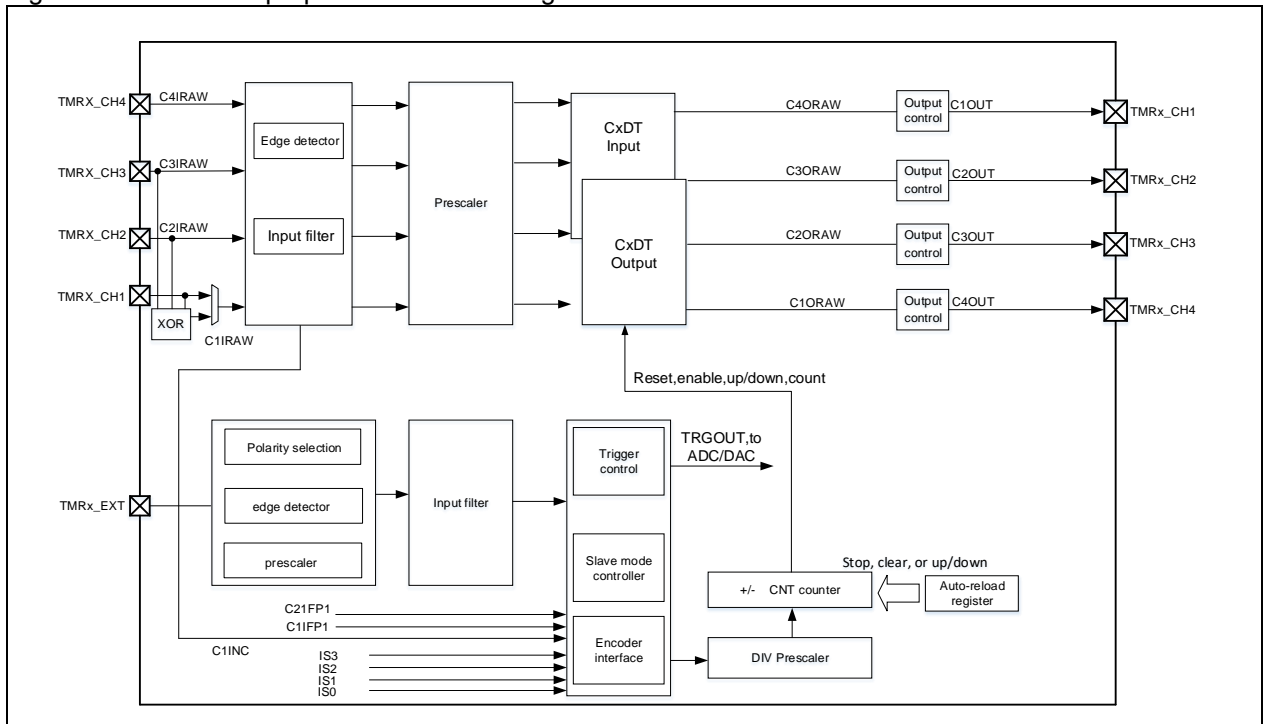 TMRX_CH4
C4IRAW
TMRX_CH3
C3IRAW
TMRX_CH2
C2IRAW
TMRX_CH1
XOR
C1IRAW
Edge detector
Input filter
Prescaler
CxDT
Input
CxDT
Output
C4ORAW
Output
control
C1OUT
TMRx_CH1
C3ORAW
Output
control
C2OUT
TMRx_CH2
C2ORAW
Output
control
C3OUT
TMRx_CH3
C1ORAW
Output
control
C4OUT
TMRx_CH4
Reset,enable,up/down,count
TMRx_EXT
Polarity selection
edge detector
prescaler
Input filter
Trigger
control
TRGOUT,to
ADC/DAC
Slave mode
controller
Encoder
interface
C21FP1
C1IFP1
C1INC
IS3
IS2
IS1
IS0
Stop, clear, or up/down
+/- CNT counter
Auto-reload
register
DIV Prescaler